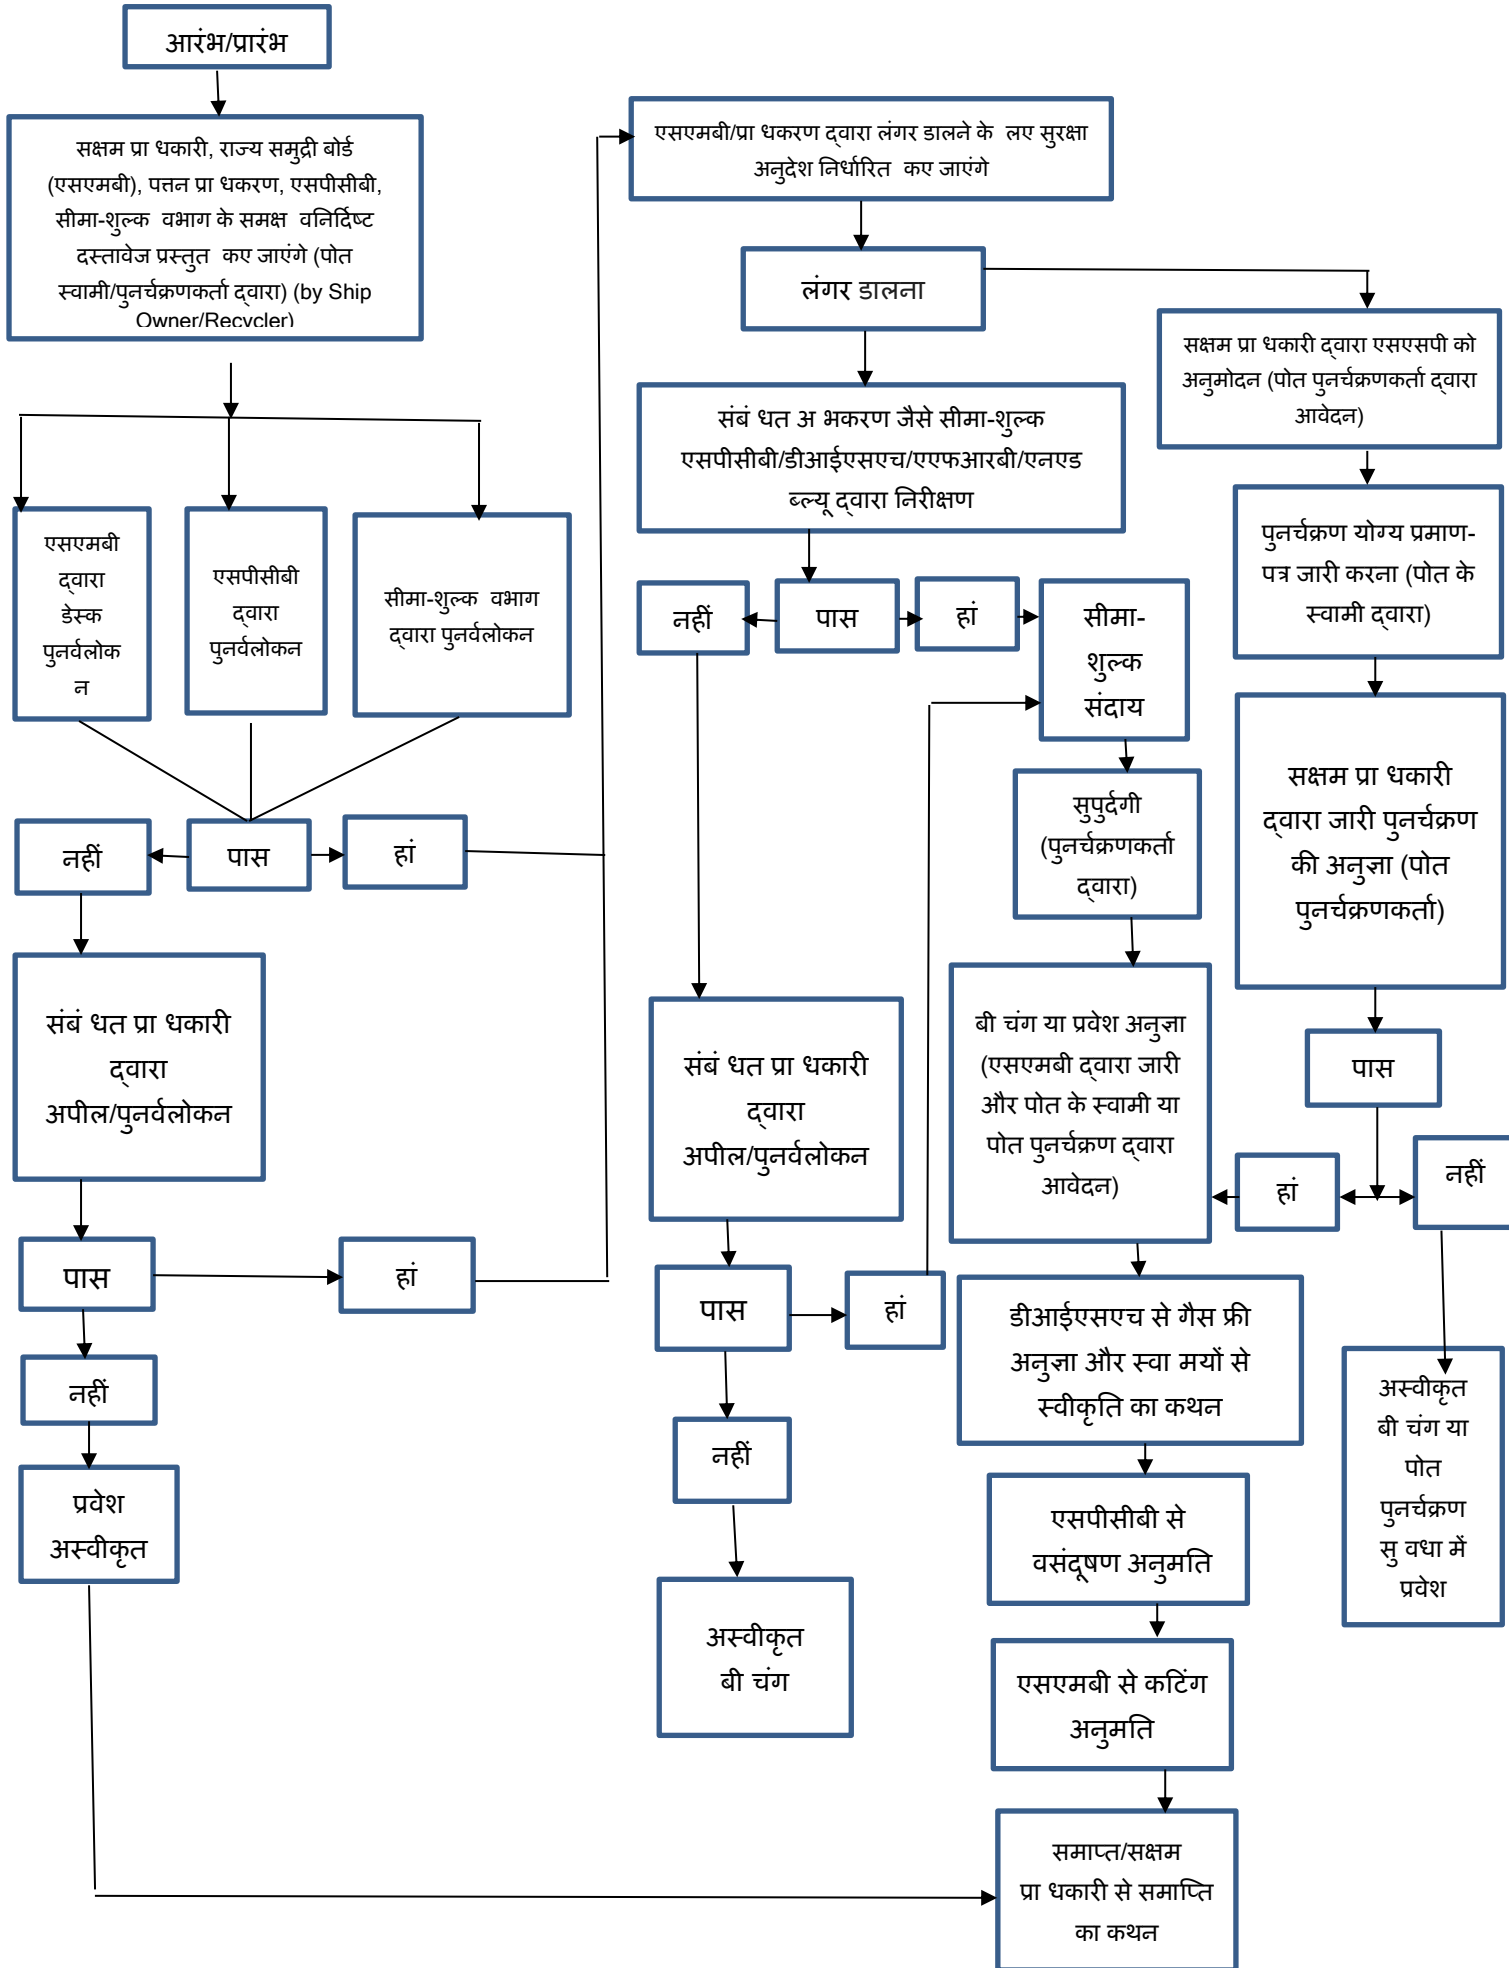 आरंभ/प्रारंभ
सक्षम प्रा धकारी, राज्य समुद्री बोर्ड
(एसएमबी), पत्तन प्रा धकरण, एसपीसीबी,
सीमा-शुल्क वभाग के समक्ष वनिर्दिष्ट
दस्तावेज प्रस्तुत कए जाएंगे (पोत
स्वामी/पुनर्चक्रणकर्ता द्वारा) (by Ship
Owner/Recycler)
एसएमबी
द्वारा
डेस्क
पुनर्वलोक
न
एसपीसीबी
द्वारा
पुनर्वलोकन
सीमा-शुल्क वभाग
द्वारा पुनर्वलोकन
नहीं
पास
हां
संबं धत प्रा धकारी
द्वारा
अपील/पुनर्वलोकन
पास
हां
नहीं
प्रवेश
अस्वीकृत
एसएमबी/प्रा धकरण द्वारा लंगर डालने के लए सुरक्षा
अनुदेश निर्धारित कए जाएंगे
लंगर डालना
संबं धत अ भकरण जैसे सीमा-शुल्क
एसपीसीबी/डीआईएसएच/एएफआरबी/एनएड
ब्ल्यू द्वारा निरीक्षण
नहीं
पास
हां
सीमा-
शुल्क
संदाय
सुपुर्दगी
(पुनर्चक्रणकर्ता
द्वारा)
संबं धत प्रा धकारी
द्वारा
अपील/पुनर्वलोकन
पास
हां
नहीं
अस्वीकृत
बी चंग
बी चंग या प्रवेश अनुज्ञा
(एसएमबी द्वारा जारी
और पोत के स्वामी या
पोत पुनर्चक्रण द्वारा
आवेदन)
डीआईएसएच से गैस फ्री
अनुज्ञा और स्वा मयों से
स्वीकृति का कथन
एसपीसीबी से
वसंदूषण अनुमति
एसएमबी से कटिंग
अनुमति
समाप्त/सक्षम
प्रा धकारी से समाप्ति
का कथन
सक्षम प्रा धकारी द्वारा एसएसपी को
अनुमोदन (पोत पुनर्चक्रणकर्ता द्वारा
आवेदन)
पुनर्चक्रण योग्य प्रमाण-
पत्र जारी करना (पोत के
स्वामी द्वारा)
सक्षम प्रा धकारी
द्वारा जारी पुनर्चक्रण
की अनुज्ञा (पोत
पुनर्चक्रणकर्ता)
पास
हां
नहीं
अस्वीकृत
बी चंग या
पोत
पुनर्चक्रण
सु वधा में
प्रवेश